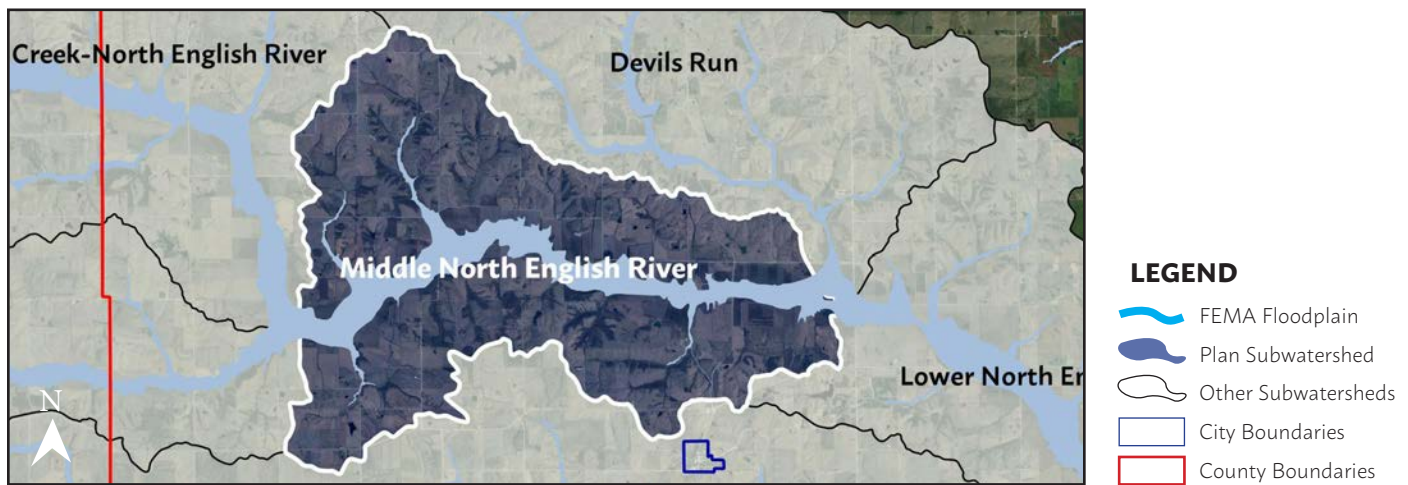 Creek-North English River
Devils Run
Middle North English River
Lower North En
N
LEGEND
FEMA Floodplain
Plan Subwatershed
Other Subwatersheds
City Boundaries
County Boundaries